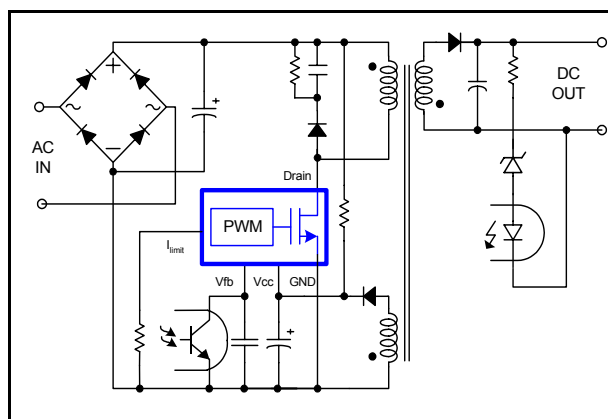 +
~
~
−
+
AC
IN
DC
OUT
Drain
PWM
Ilimit
Vfb
Vcc
GND
+